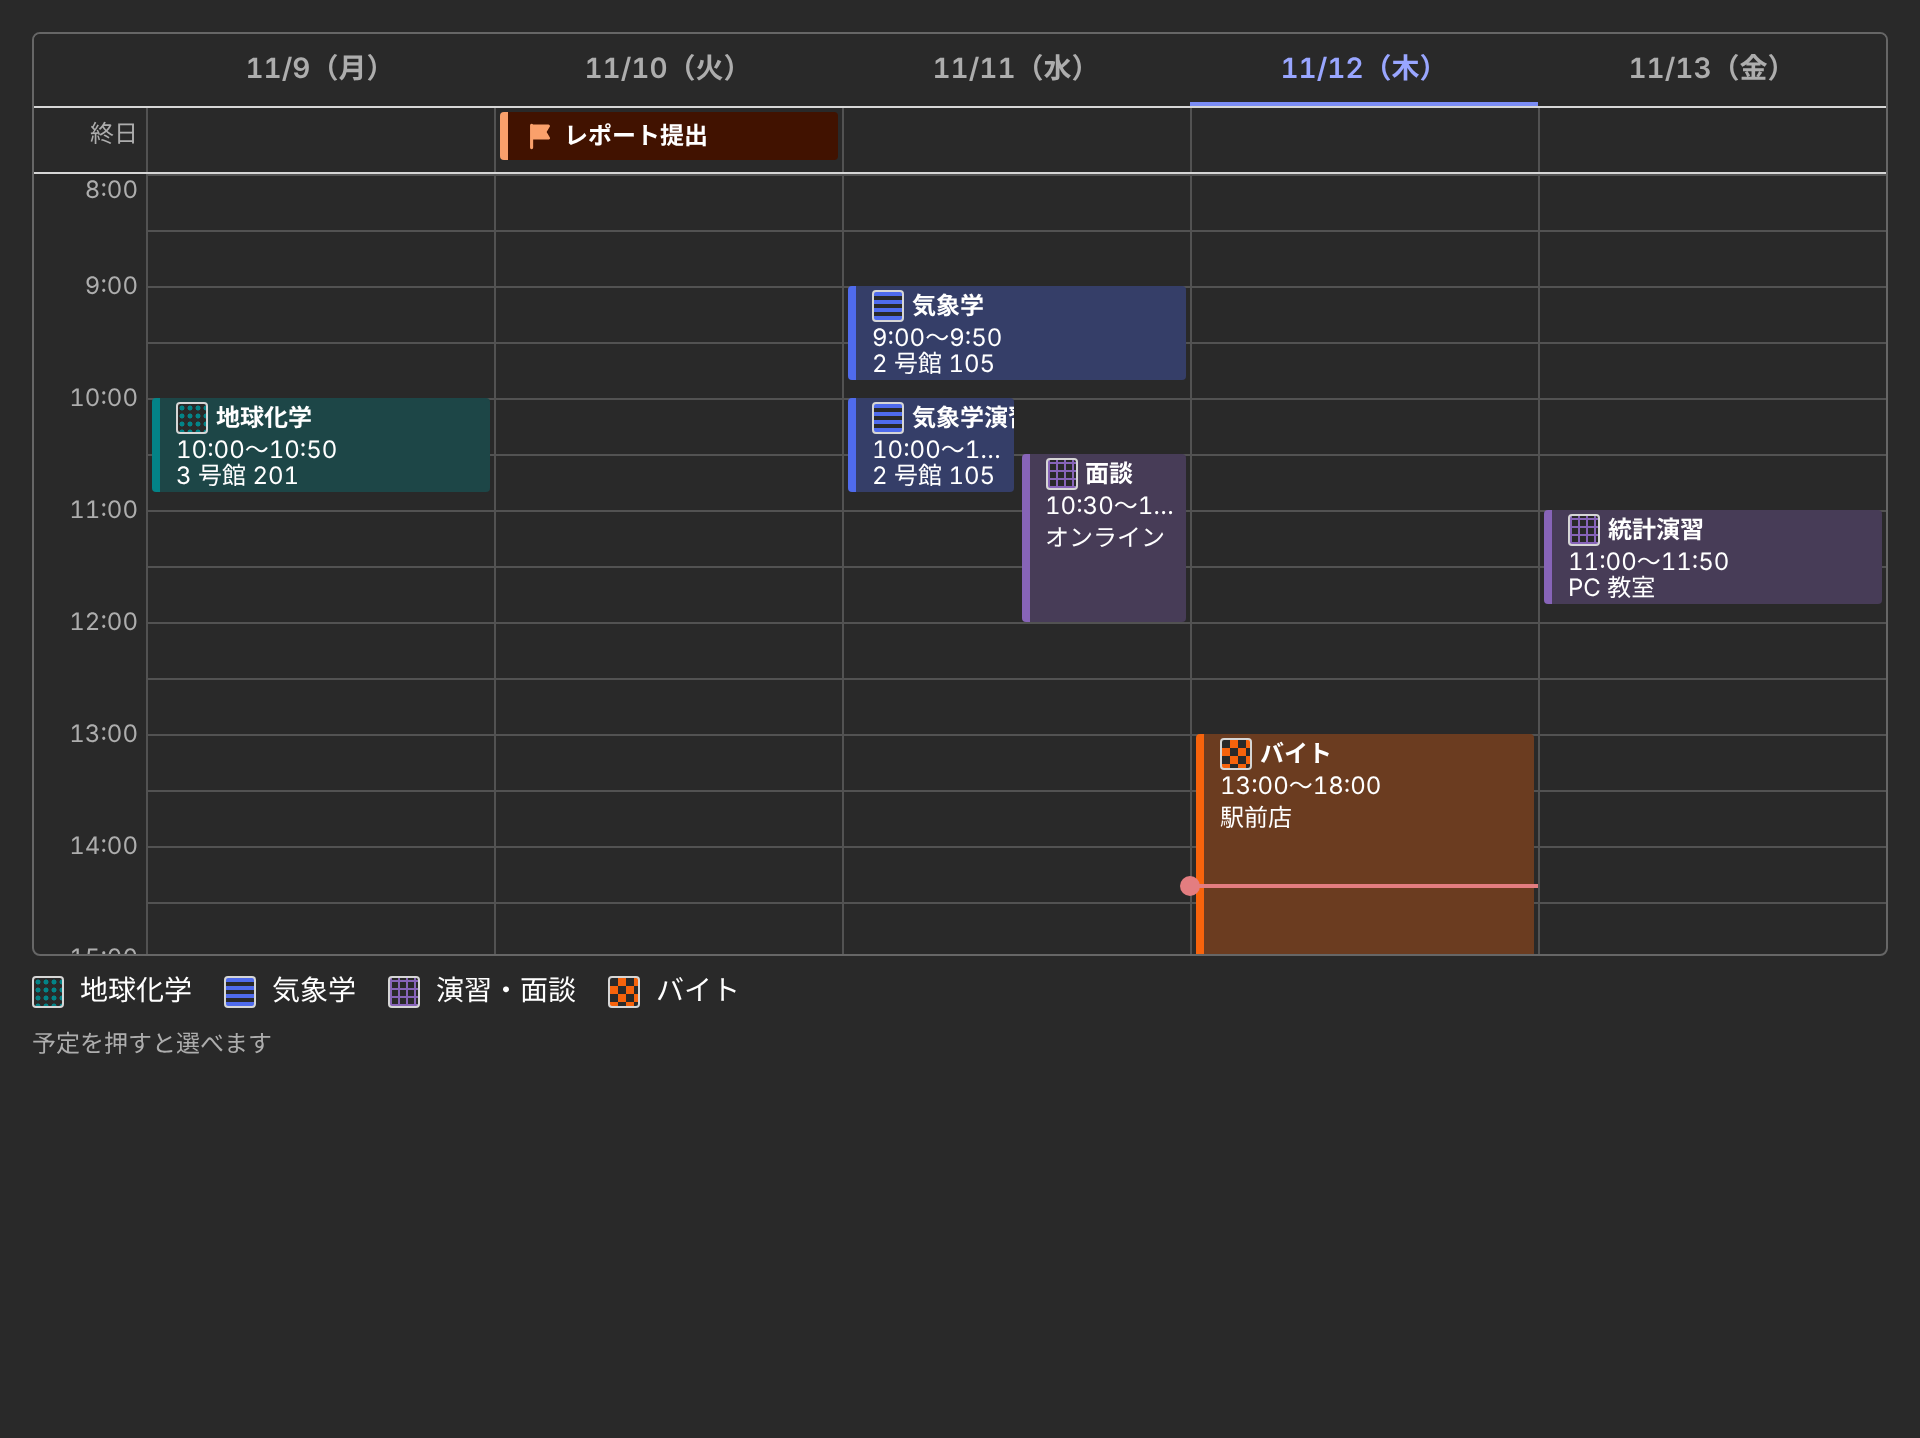 11/9（月）
11/10（火）
11/11（水）
11/12（木）
11/13（金）
終日
レポート提出
8:00
9:00
10:00
11:00
12:00
13:00
14:00
地球化学
10:00〜10:50
3 号館 201
気象学
9:00〜9:50
2 号館 105
気象学演習
10:00〜1...
2 号館 105
面談
10:30〜1...
オンライン
バイト
13:00〜18:00
駅前店
統計演習
11:00〜11:50
PC 教室
地球化学
気象学
演習・面談
バイト
予定を押すと選べます